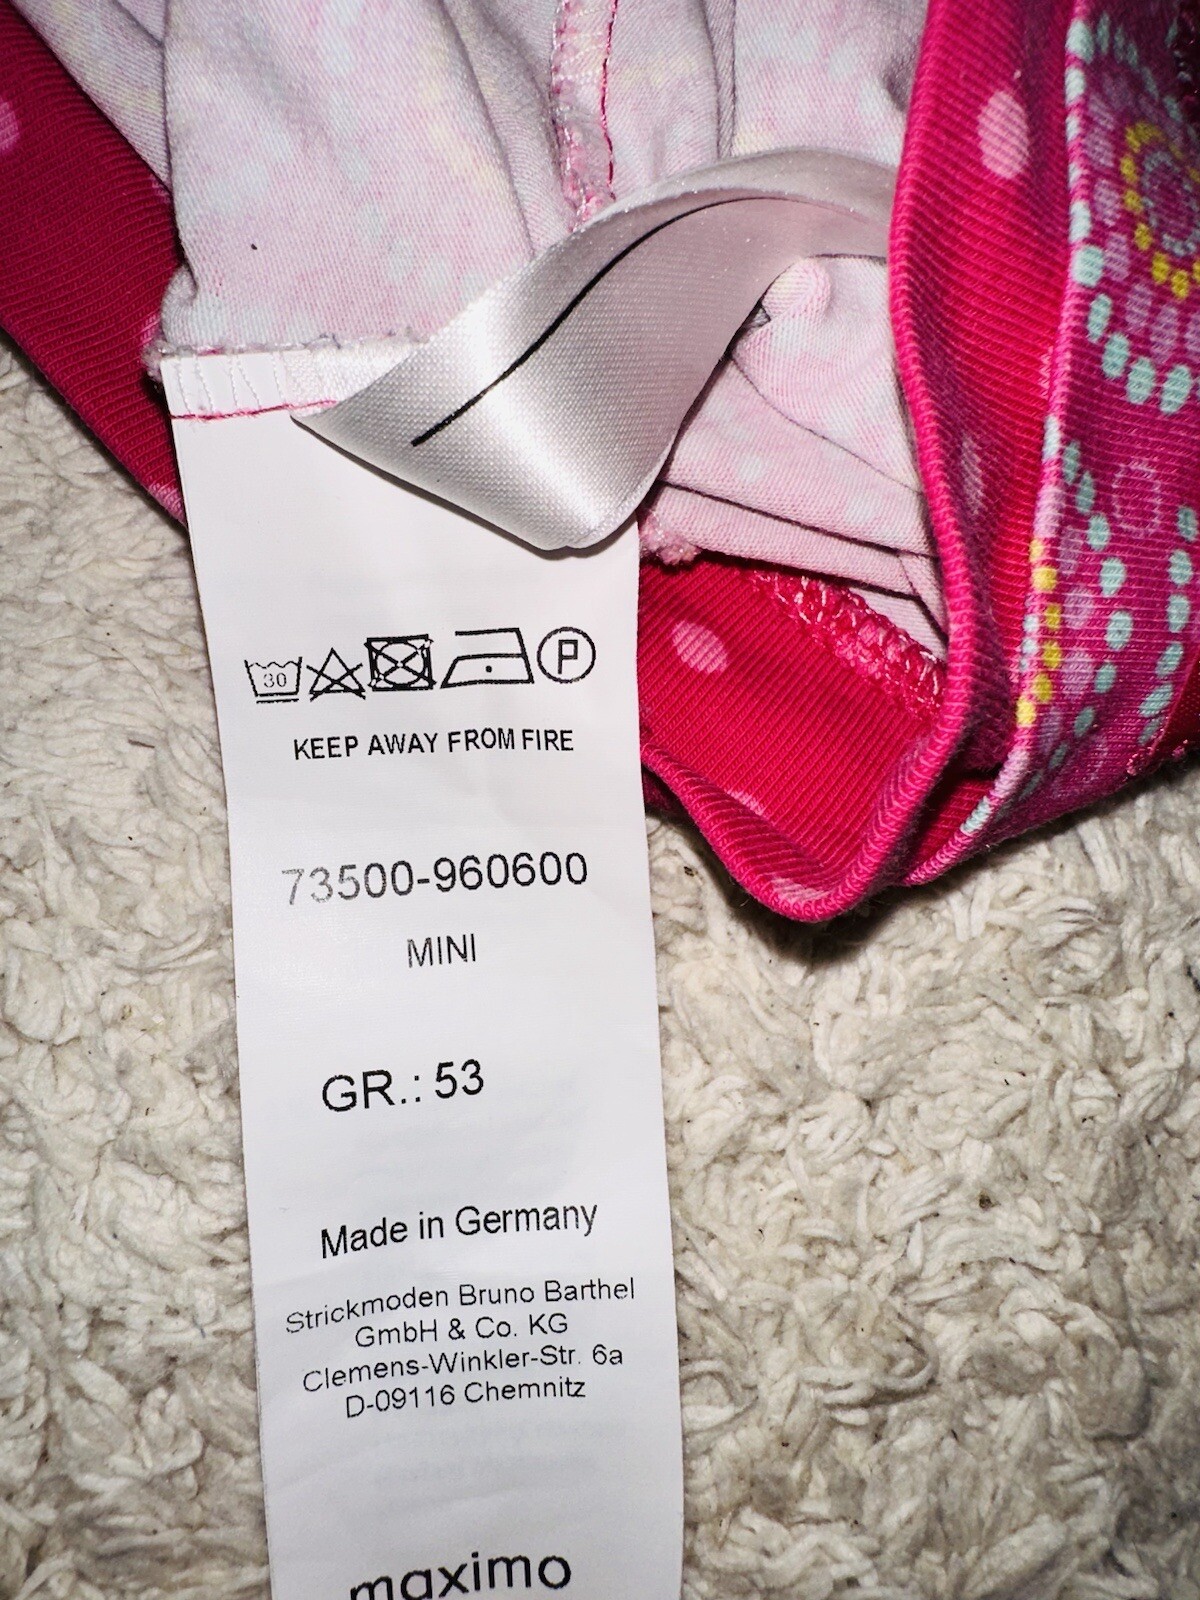 30 P
KEEP AWAY FROM FIRE
73500-960600
MINI
GR.: 53
Made in Germany
Strickmoden Bruno Barthel
GmbH & Co. KG
Clemens-Winkler-Str. 6a
D-09116 Chemnitz
maximo